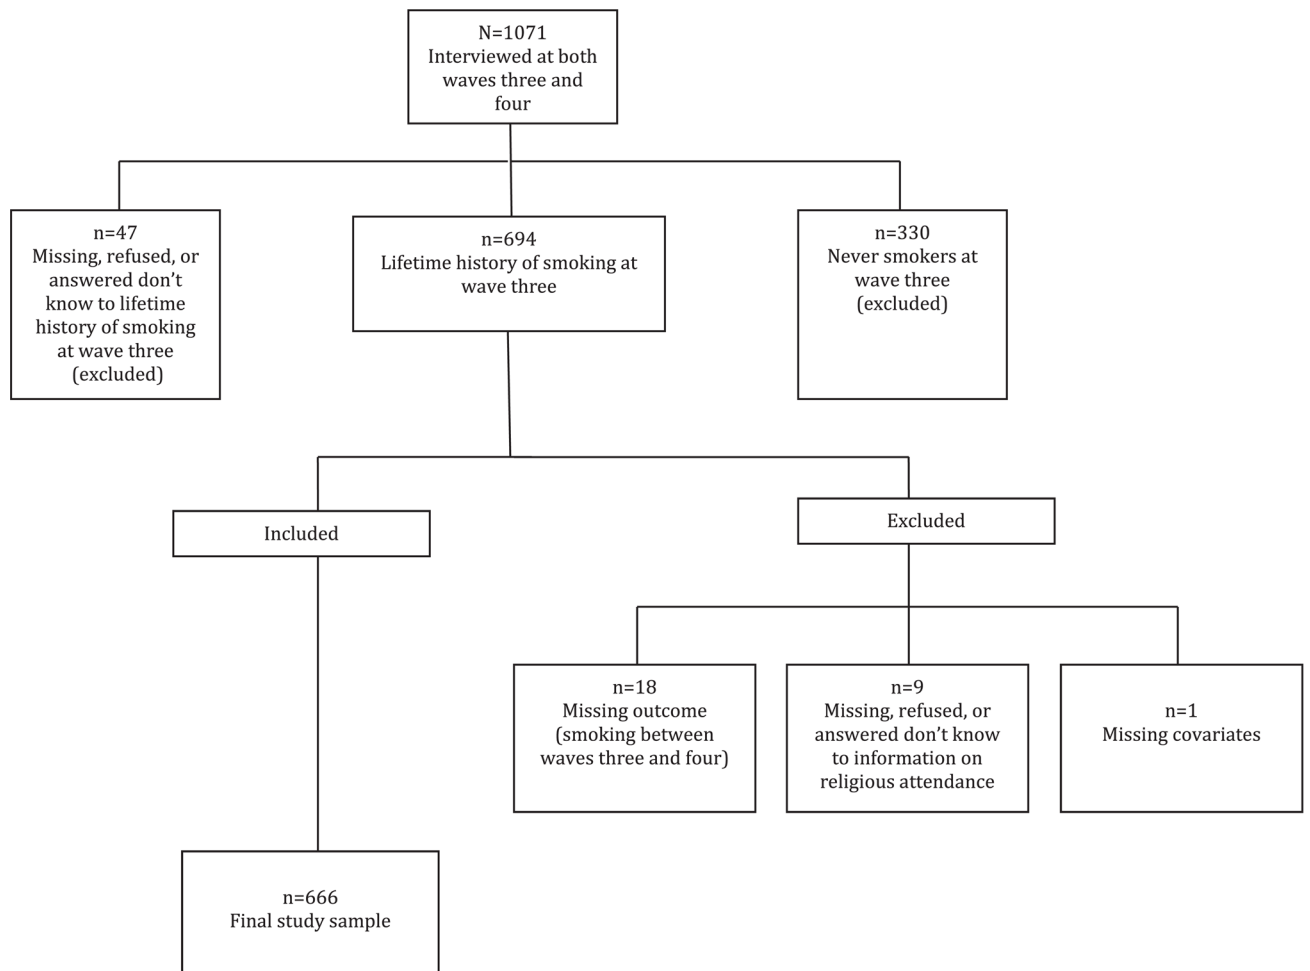 N=1071
Interviewed at both
waves three and
four
n=47
Missing, refused, or
answered don’t
know to lifetime
history of smoking
at wave three
(excluded)
n=694
Lifetime history of smoking at
wave three
n=330
Never smokers at
wave three
(excluded)
Included
Excluded
n=18
Missing outcome
(smoking between
waves three and four)
n=9
Missing, refused, or
answered don’t know
to information on
religious attendance
n=1
Missing covariates
n=666
Final study sample